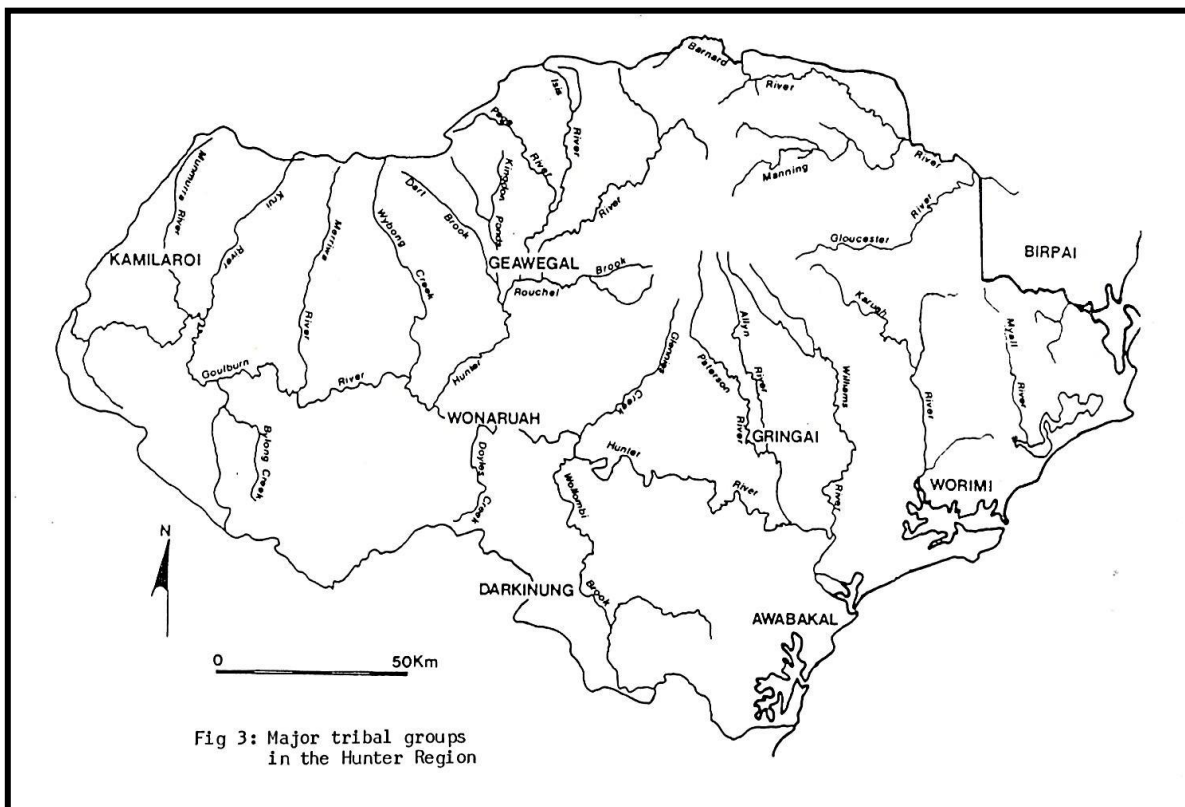 Barnard
River
Isis
River
Page
River
Kingdon
Ponds
Dart
Brook
Munmurra River
Krui
River
Merriwa
River
Wybong
Creek
River
Manning
River
River
Gloucester
KAMILAROI
GEAWEGAL
BIRPAI
Rouchel
Brook
Karuah
River
Myall
River
Allyn
River
Paterson
River
Williams
River
Glennies
Creek
Goulburn
River
Hunter
WONARUAH
GRINGAI
Bylong Creek
Doyles
Creek
Hunter
River
Wollombi
Brook
WORIMI
N
DARKINUNG
AWABAKAL
0 50Km
Fig 3: Major tribal groups
in the Hunter Region